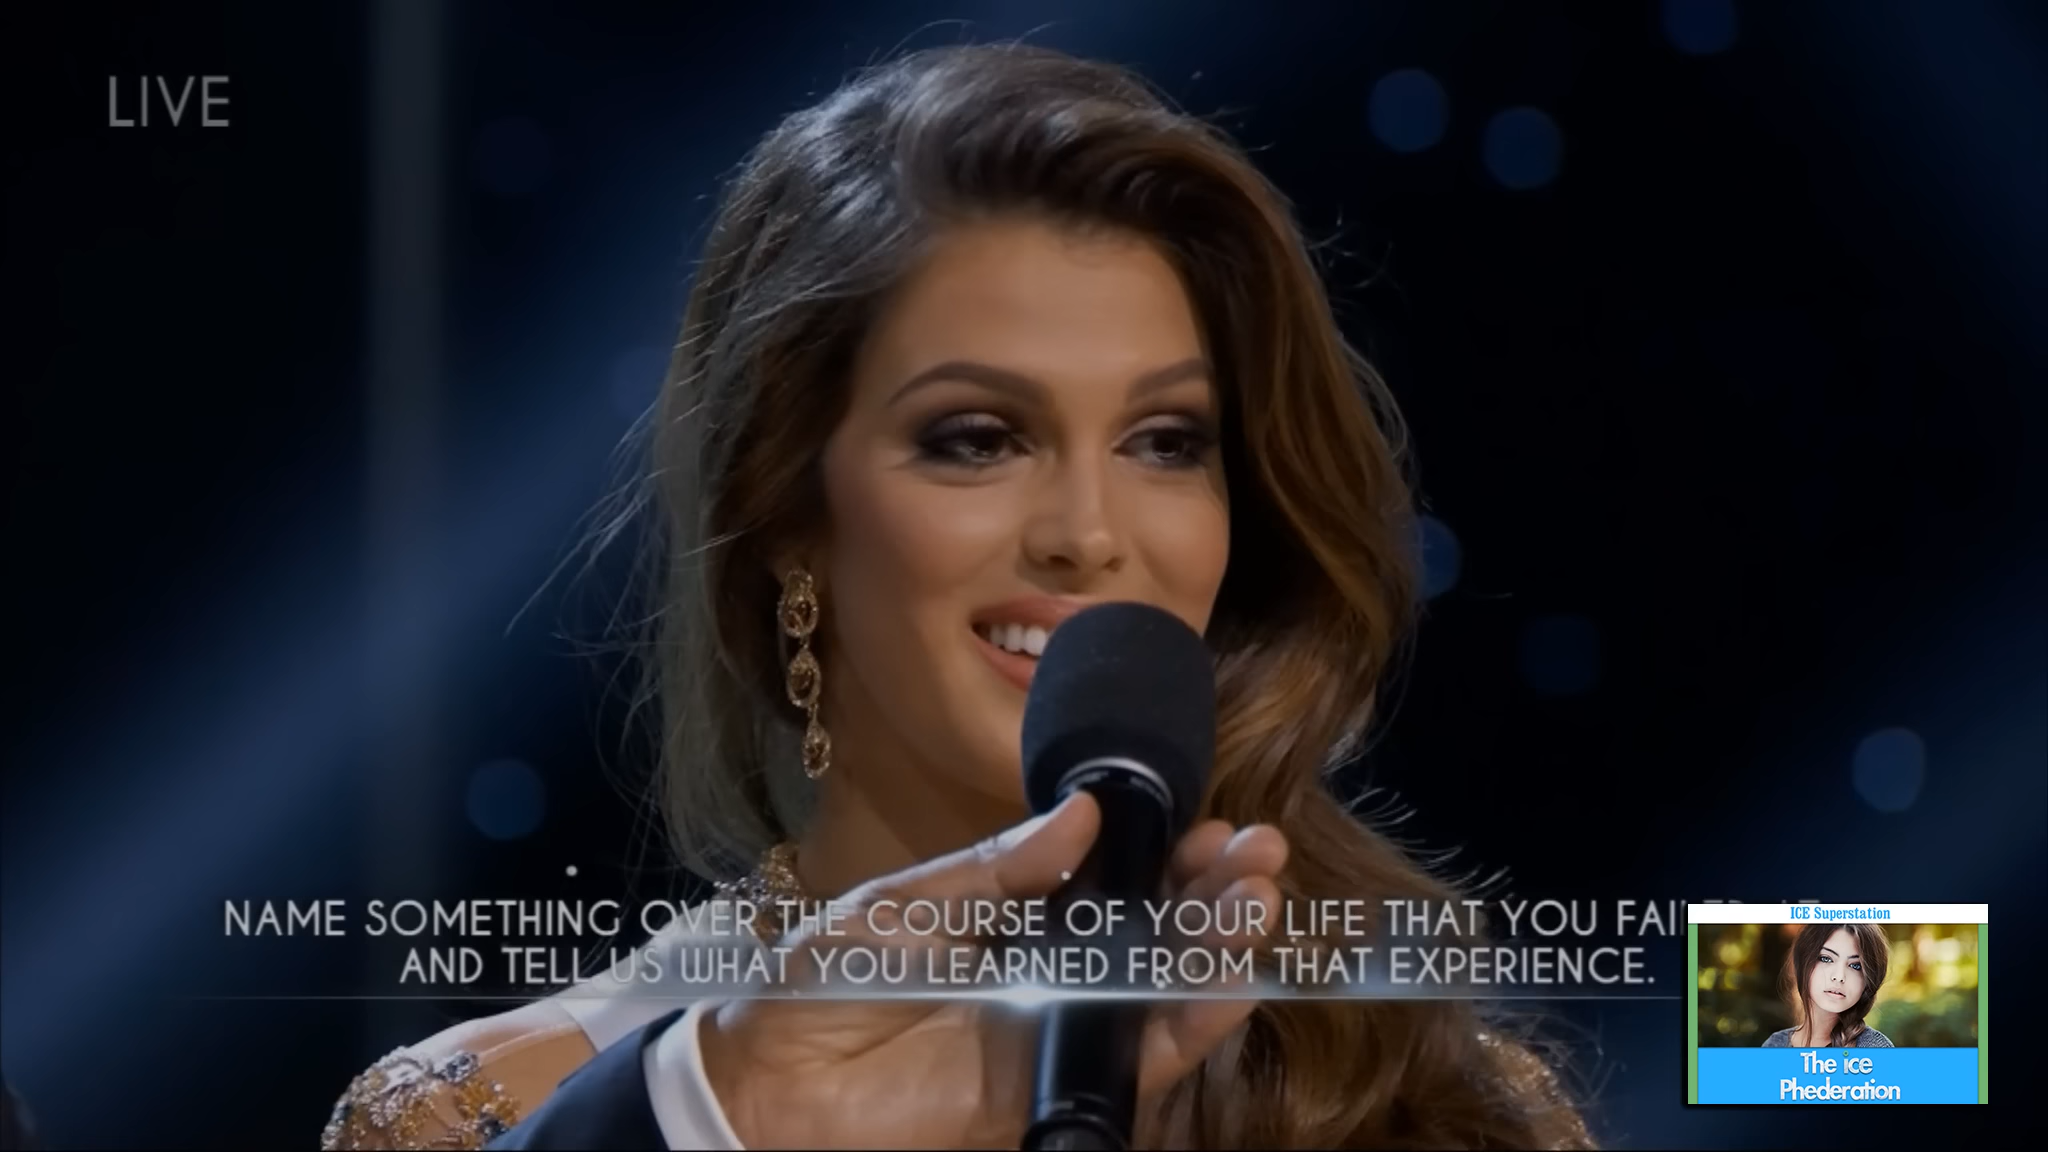 LIVE
NAME SOMETHING OVER THE COURSE OF YOUR LIFE THAT YOU
AND TELL US WHAT YOU LEARNED FROM THAT EXPERIENCE.
ICE Superstation
The ice
Phederation